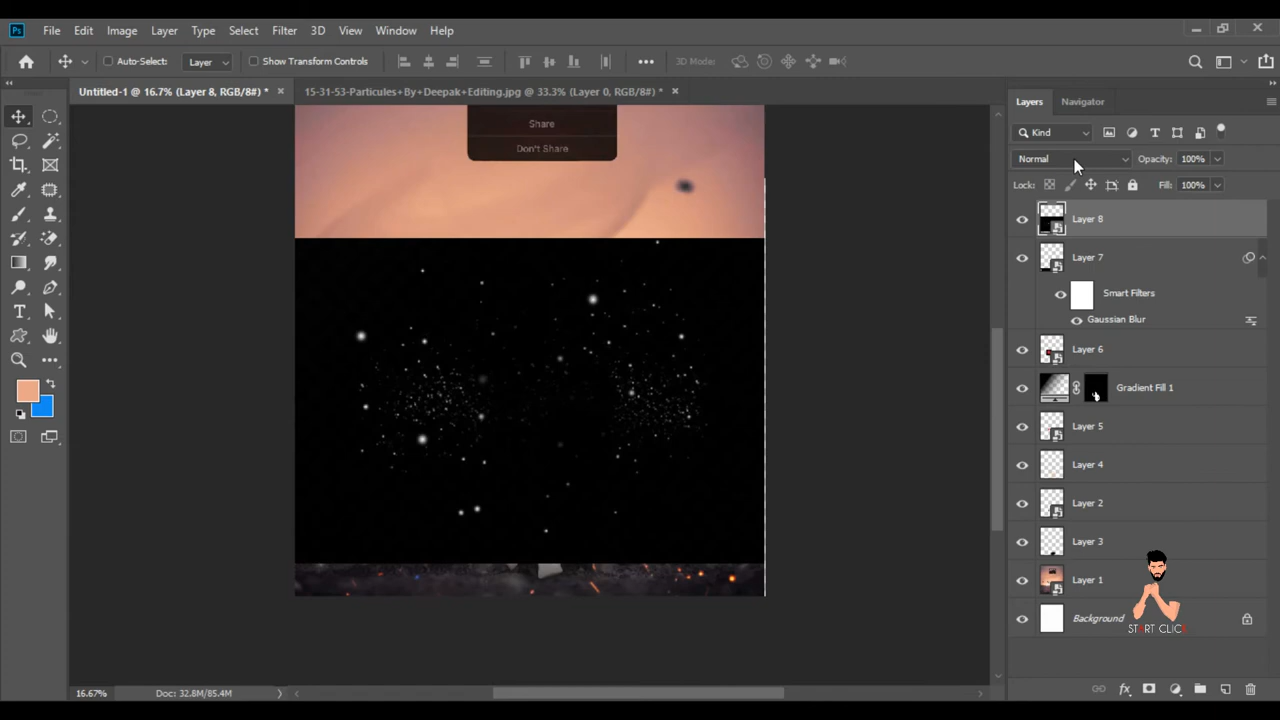 Ps File Edit Image Layer Type Select Filter 3D View Window Help
Auto-Select: Layer Show Transform Controls 3D Mode:
Untitled-1 @ 16.7% (Layer 8, RGB/8#) * × 15-31-53-Particules+By+Deepak+Editing.jpg @ 33.3% (Layer 0, RGB/8#) * ×
Layers Navigator
Share
Don't Share
Kind
Normal Opacity: 100%
Lock: Fill: 100%
Layer 8
Layer 7
Smart Filters
Gaussian Blur
Layer 6
Gradient Fill 1
Layer 5
Layer 4
Layer 2
Layer 3
Layer 1
Background
START CLICK
16.67% Doc: 32.8M/85.4M